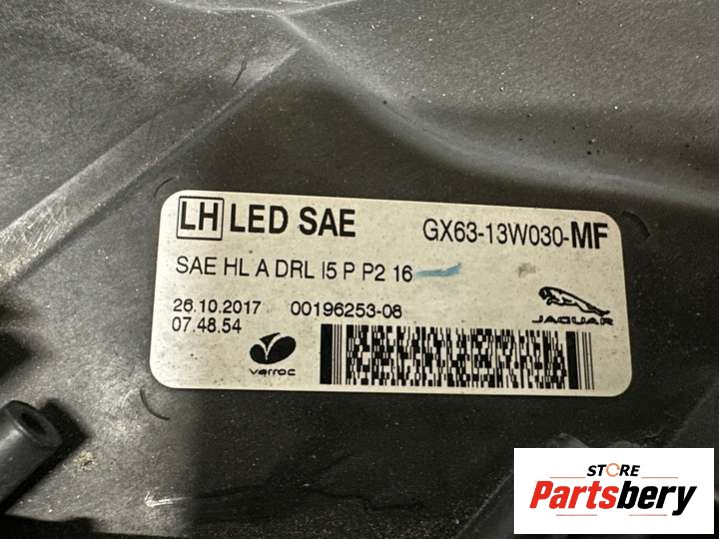 LH LED SAE GX63-13W030-MF
SAE HL A DRL I5 P P2 16
26.10.2017 00196253-08
07.48.54
varroc
JAGUAR
STORE
Partsbery